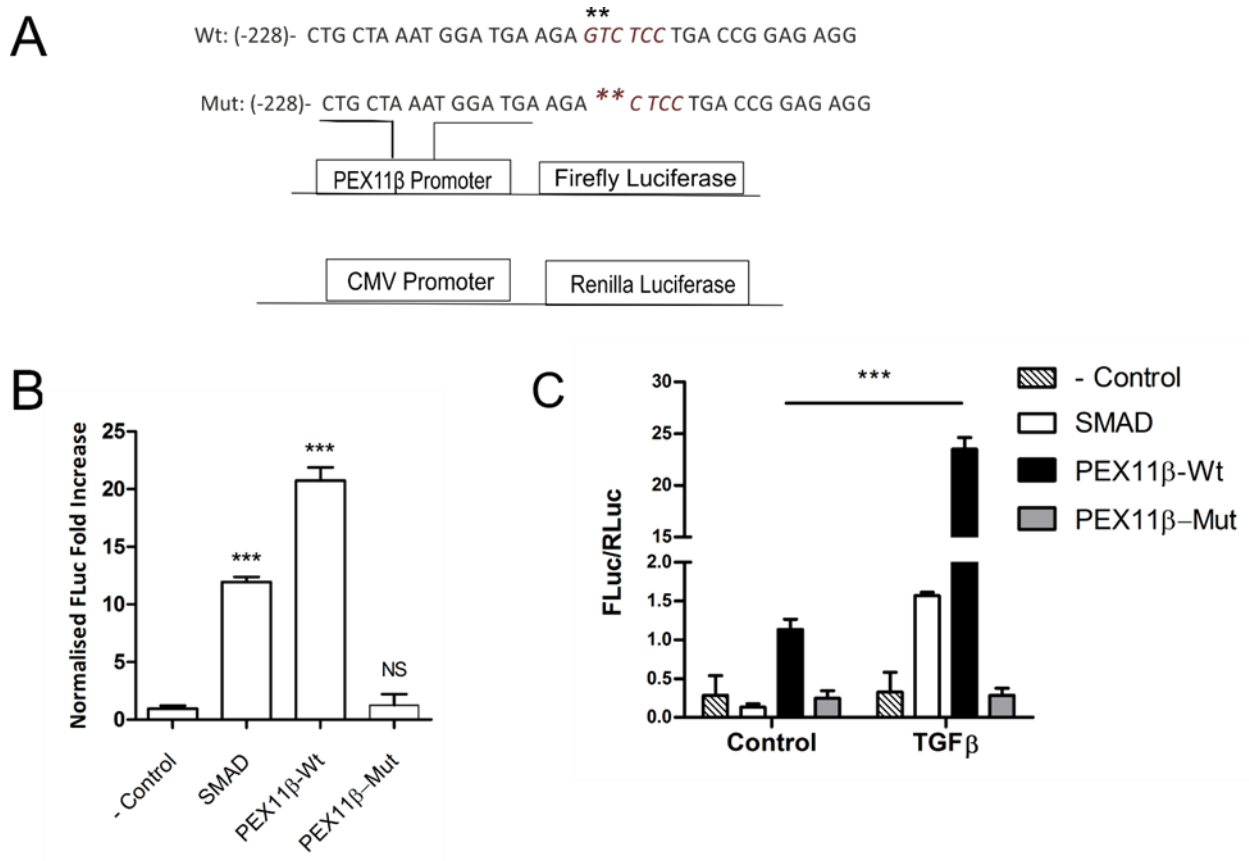 A
**
Wt: (-228)- CTG CTA AAT GGA TGA AGA GTC TCC TGA CCG GAG AGG
Mut: (-228)- CTG CTA AAT GGA TGA AGA ** C TCC TGA CCG GAG AGG
PEX11β Promoter Firefly Luciferase
CMV Promoter Renilla Luciferase
B
Normalised FLuc Fold Increase
25
20
15
10
5
0
***
***
NS
- Control
SMAD
PEX11β-Wt
PEX11β–Mut
C
FLuc/RLuc
30
25
20
15
2.0
1.5
1.0
0.5
0.0
***
Control
TGFβ
- Control
SMAD
PEX11β-Wt
PEX11β–Mut